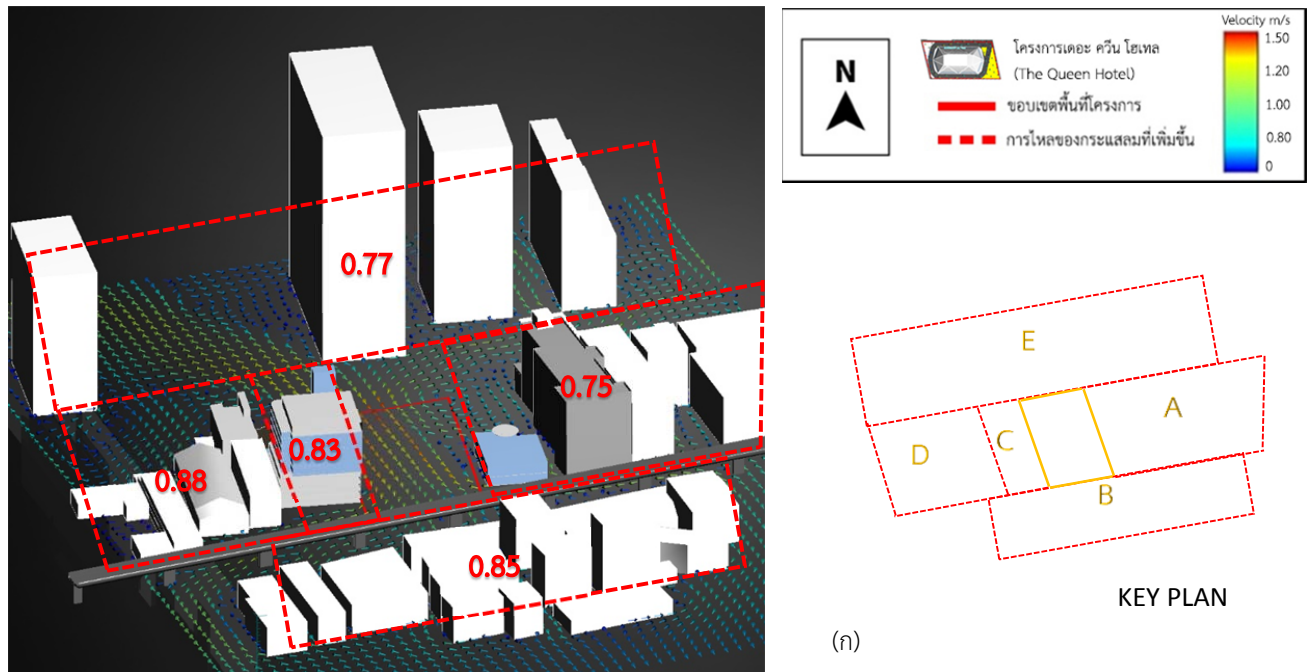 0.77
0.75
0.83
0.88
0.85
N
โครงการเดอะ ควีน โฮเทล
(The Queen Hotel)
ขอบเขตพื้นที่โครงการ
การไหลของกระแสลมที่เพิ่มขึ้น
Velocity m/s
1.50
1.20
1.00
0.80
0
E
A
D
C
B
KEY PLAN
(ก)